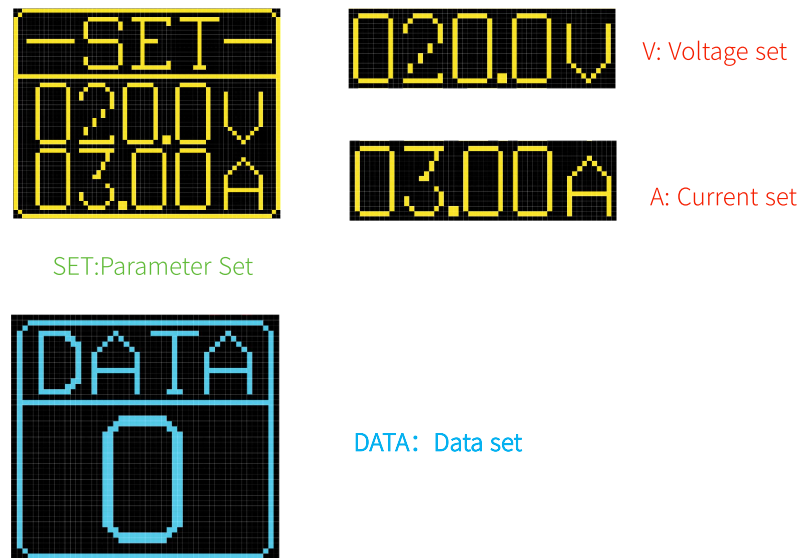 -SET-
020.0V
03.00A
020.0V
V: Voltage set
03.00A
A: Current set
SET:Parameter Set
DATA
0
DATA：Data set